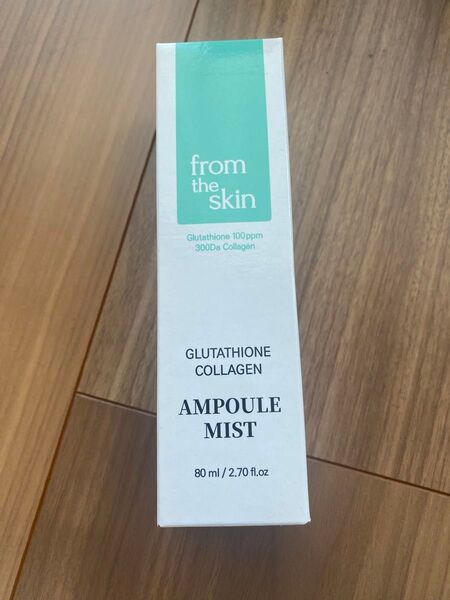 from
the
skin
Glutathione 100ppm
300Da Collagen
GLUTATHIONE
COLLAGEN
AMPOULE
MIST
80 ml / 2.70 fl.oz